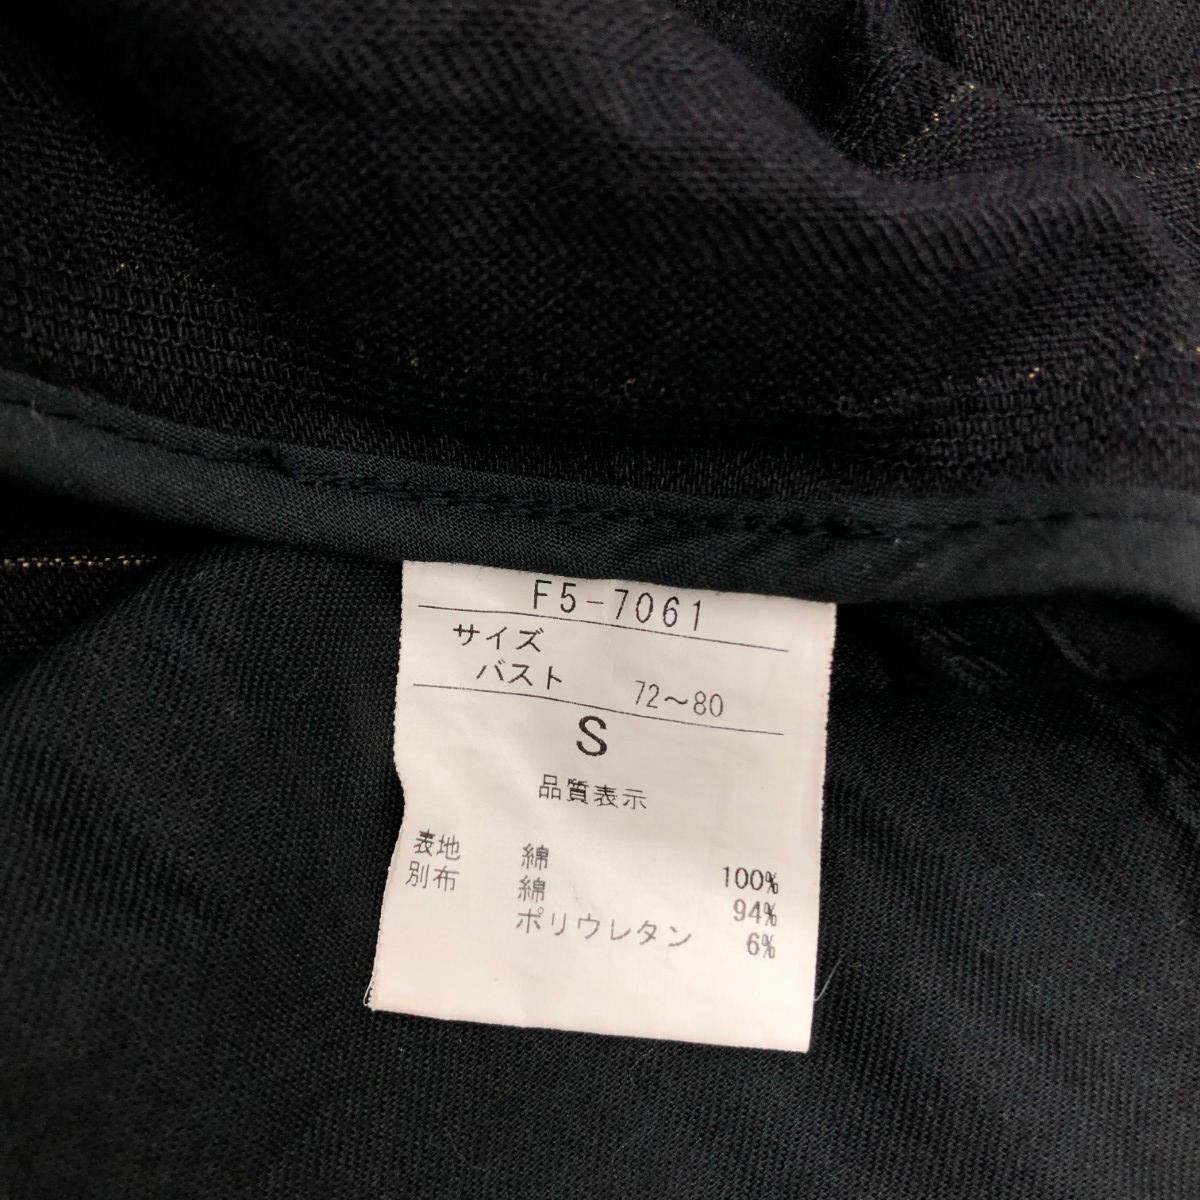 F5-7061
サイズ
バスト 72～80
S
品質表示
表地 綿 100%
別布 綿 94%
ポリウレタン 6%